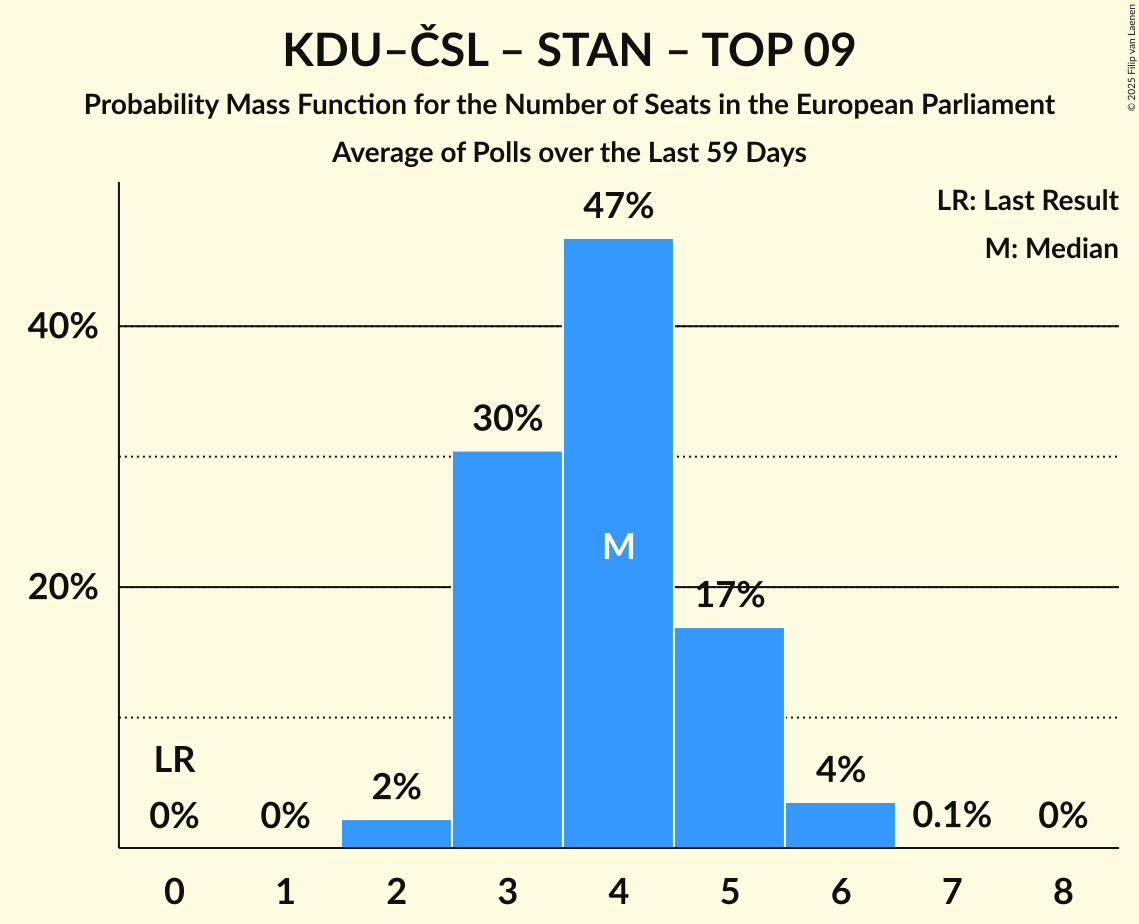 KDU–ČSL – STAN – TOP 09
Probability Mass Function for the Number of Seats in the European Parliament
Average of Polls over the Last 59 Days
© 2025 Filip van Laenen
LR: Last Result
M: Median
47%
40%
30%
M
20%
17%
LR
0%
0%
2%
4%
0.1%
0%
0 1 2 3 4 5 6 7 8